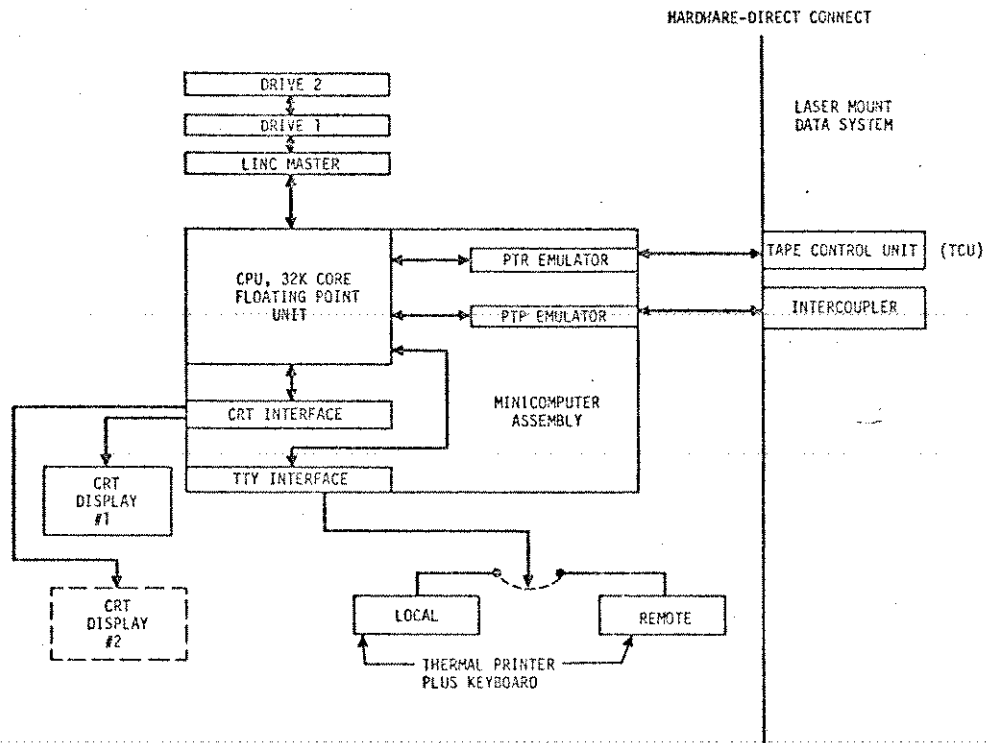 HARDWARE-DIRECT CONNECT
DRIVE 2
DRIVE 1
LINC MASTER
LASER MOUNT
DATA SYSTEM
CPU, 32K CORE
FLOATING POINT
UNIT
PTR EMULATOR
TAPE CONTROL UNIT (TCU)
PTP EMULATOR
INTERCOUPLER
MINICOMPUTER
ASSEMBLY
CRT INTERFACE
TTY INTERFACE
CRT
DISPLAY
#1
CRT
DISPLAY
#2
LOCAL
REMOTE
THERMAL PRINTER
PLUS KEYBOARD